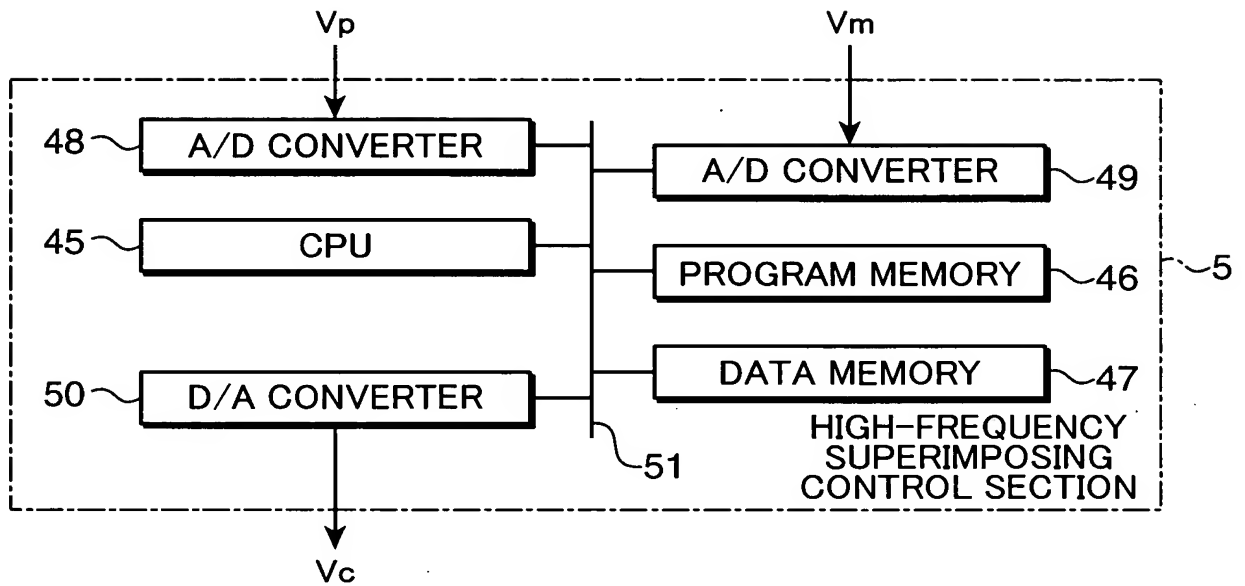 Vp
Vm
48
A/D CONVERTER
A/D CONVERTER
49
45
CPU
PROGRAM MEMORY
46
5
50
D/A CONVERTER
DATA MEMORY
47
51
HIGH-FREQUENCY
SUPERIMPOSING
CONTROL SECTION
Vc